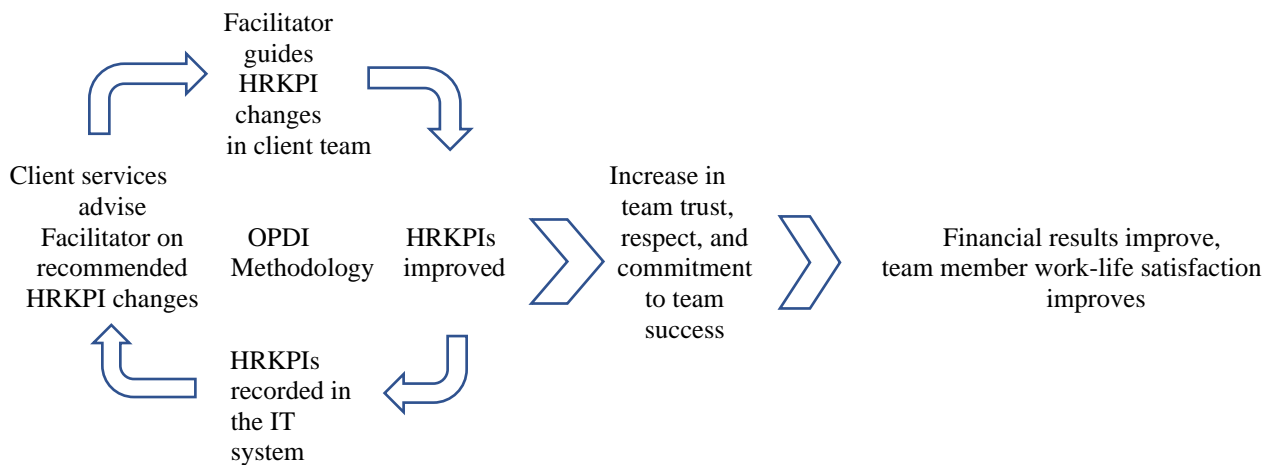 Facilitator
guides
HRKPI
changes
in client team
Client services
advise
Facilitator on
recommended
HRKPI changes
OPDI
Methodology
HRKPIs
improved
HRKPIs
recorded in
the IT
system
Increase in
team trust,
respect, and
commitment
to team
success
Financial results improve,
team member work-life satisfaction
improves